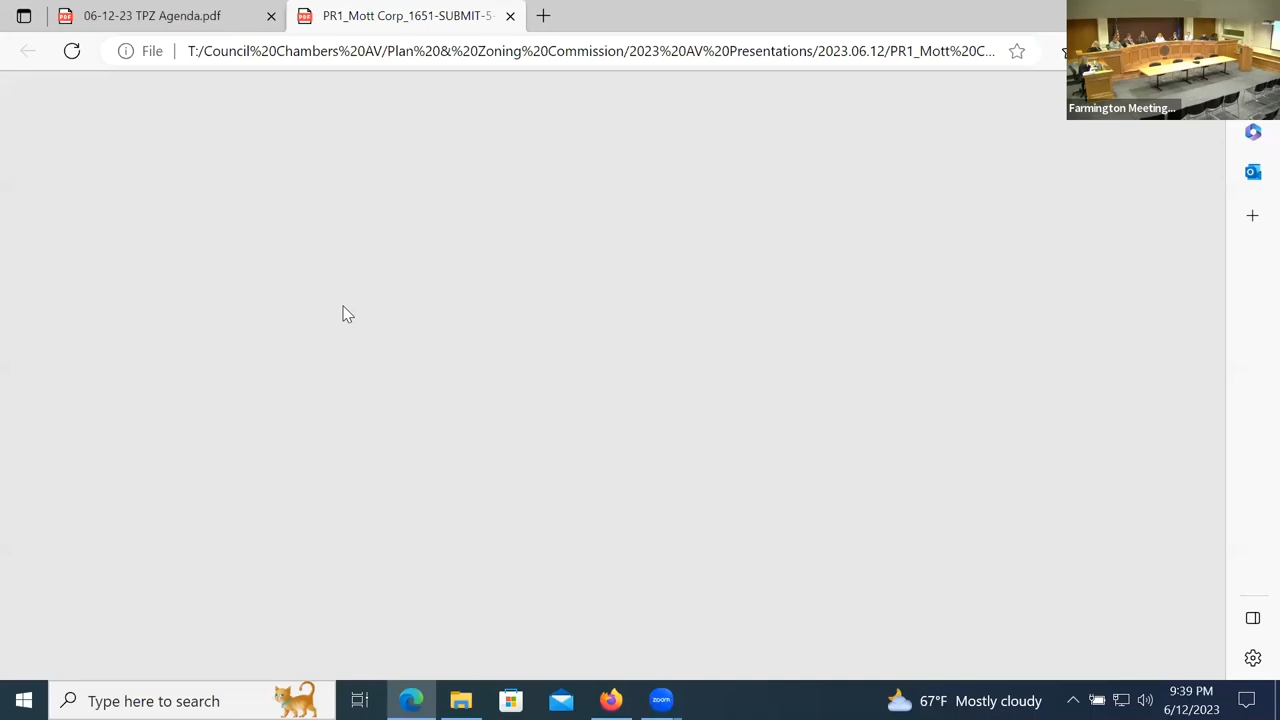 06-12-23 TPZ Agenda.pdf
PR1_Mott Corp_1651-SUBMIT-5-
File
T:/Council%20Chambers%20AV/Plan%20&%20Zoning%20Commission/2023%20AV%20Presentations/2023.06.12/PR1_Mott%20C...
Farmington Meeting...
Type here to search
zoom
67°F Mostly cloudy
9:39 PM
6/12/2023